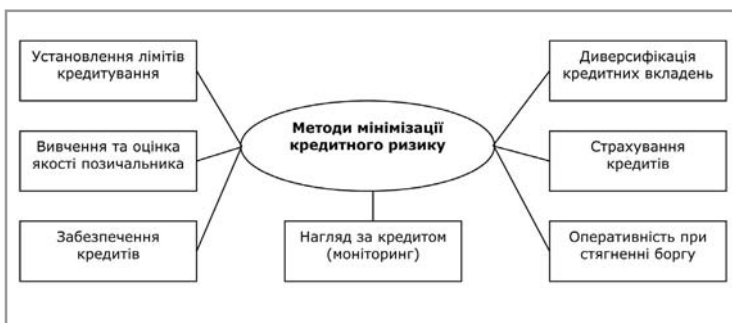 Установлення лімітів
кредитування
Вивчення та оцінка
якості позичальника
Забезпечення
кредитів
Методи мінімізації
кредитного ризику
Нагляд за кредитом
(моніторинг)
Диверсифікація
кредитних вкладень
Страхування
кредитів
Оперативність при
стягненні боргу